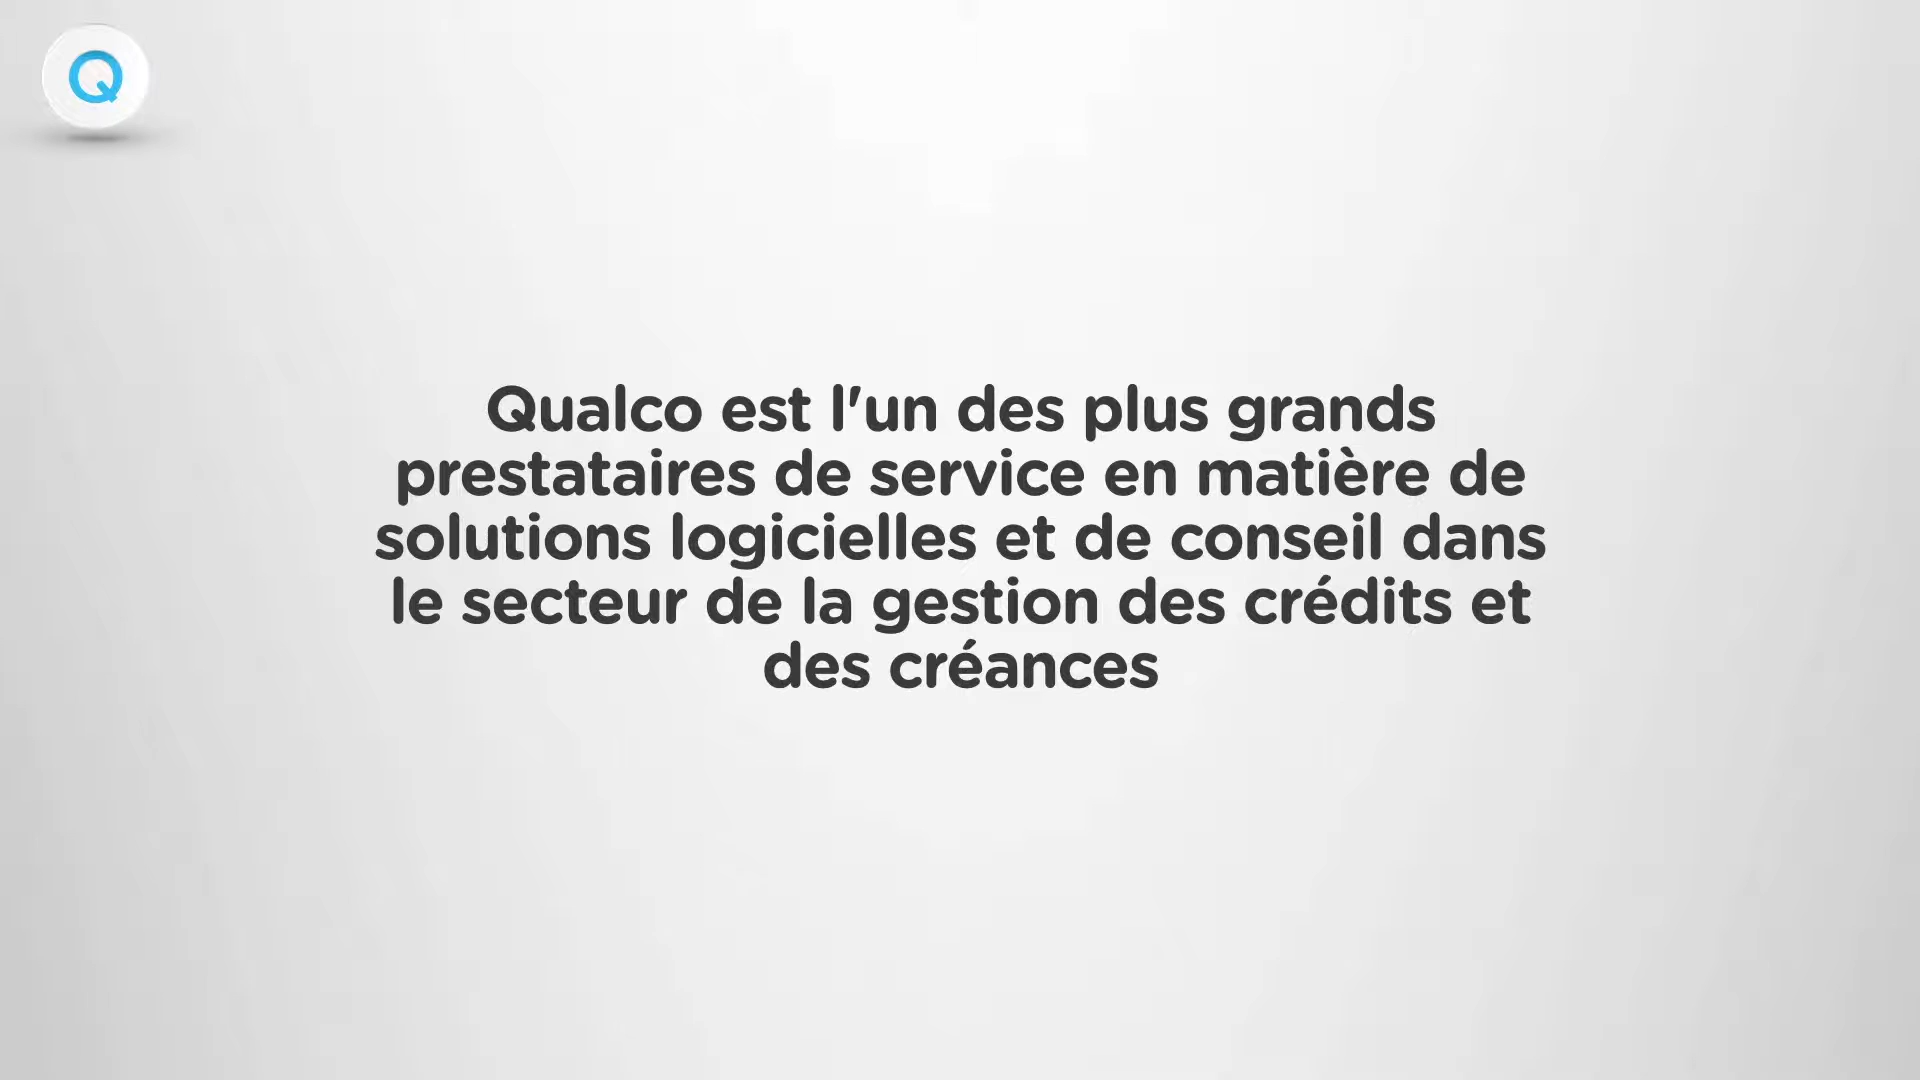 Q
Qualco est l'un des plus grands
prestataires de service en matière de
solutions logicielles et de conseil dans
le secteur de la gestion des crédits et
des créances